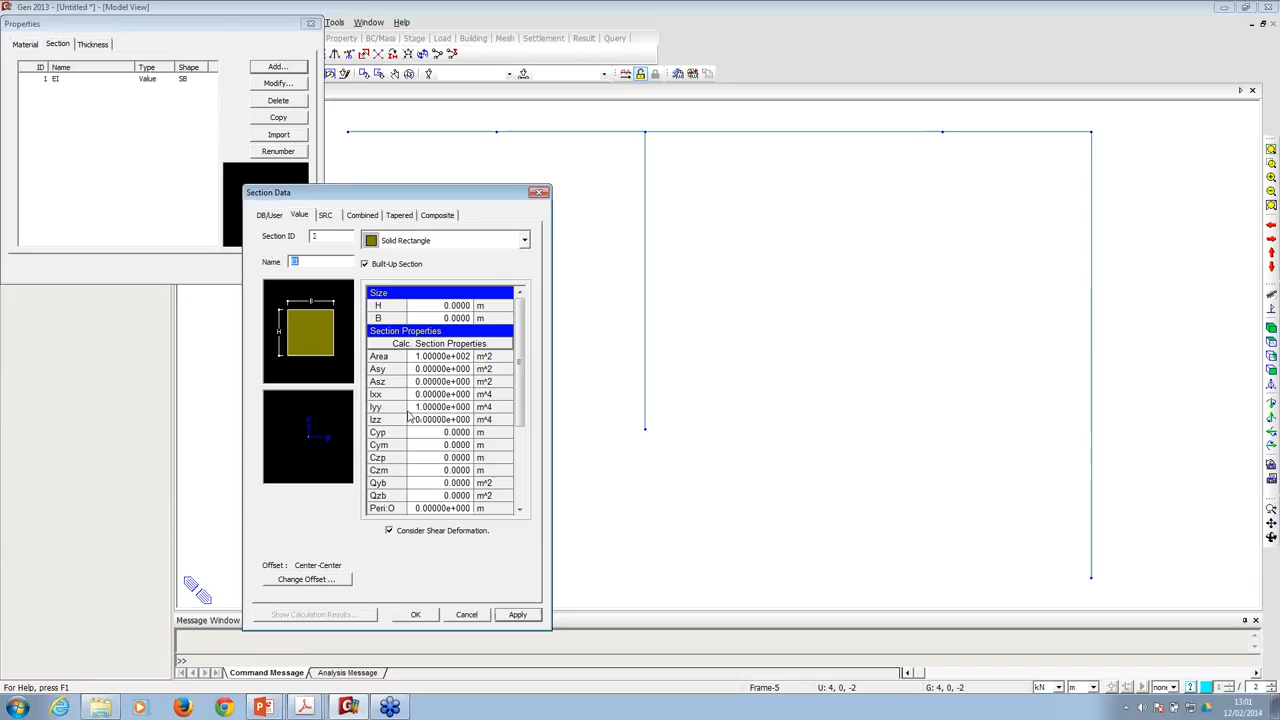 Gen 2013 - [Untitled *] - [Model View]
Properties
Tools Window Help
Material Section Thickness
Property BC/Mass Stage Load Building Mesh Settlement Result Query
ID Name Type Shape
1 EI Value SB
Add...
Modify...
Delete
Copy
Import
Renumber
Section Data
DB/User Value SRC Combined Tapered Composite
Section ID 2
Solid Rectangle
Name EI
Built-Up Section
B
H
z
y
Size
H 0.0000 m
B 0.0000 m
Section Properties
Calc. Section Properties
Area 1.00000e+002 m^2
Asy 0.00000e+000 m^2
Asz 0.00000e+000 m^2
Ixx 0.00000e+000 m^4
Iyy 1.00000e+000 m^4
Izz 0.00000e+000 m^4
Cyp 0.0000 m
Cym 0.0000 m
Czp 0.0000 m
Czm 0.0000 m
Qyb 0.0000 m^2
Qzb 0.0000 m^2
Peri:O 0.00000e+000 m
Consider Shear Deformation.
Offset : Center-Center
Change Offset ...
Show Calculation Results...
OK Cancel Apply
Message Window
>>
Command Message Analysis Message
For Help, press F1
Frame-5
U: 4, 0, -2
G: 4, 0, -2
kN m none ? 1 / 2
13:01
12/02/2014